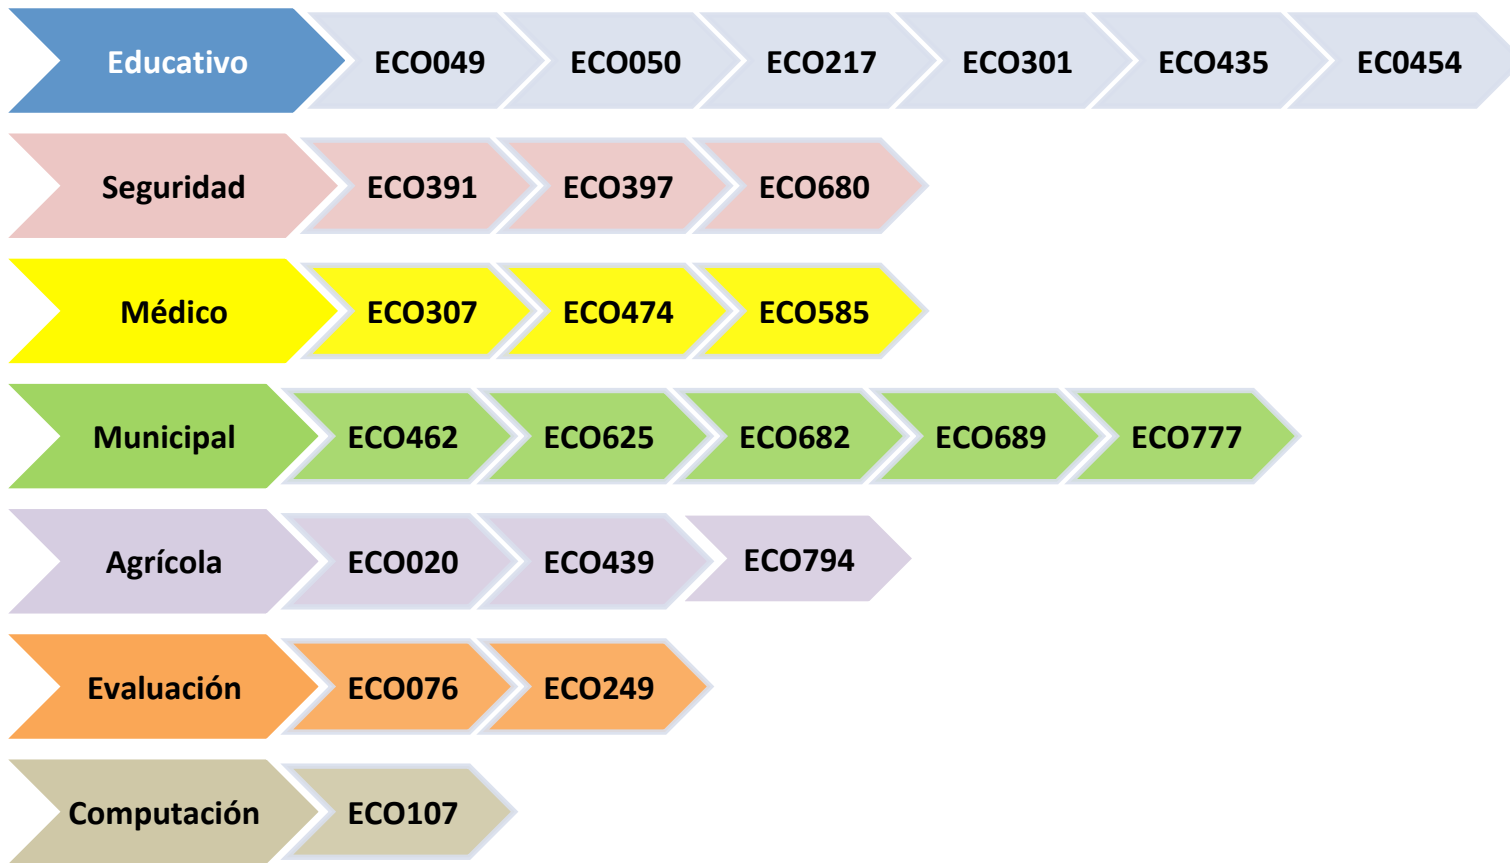 Educativo ECO049 ECO050 ECO217 ECO301 ECO435 EC0454
Seguridad ECO391 ECO397 ECO680
Médico ECO307 ECO474 ECO585
Municipal ECO462 ECO625 ECO682 ECO689 ECO777
Agrícola ECO020 ECO439 ECO794
Evaluación ECO076 ECO249
Computación ECO107